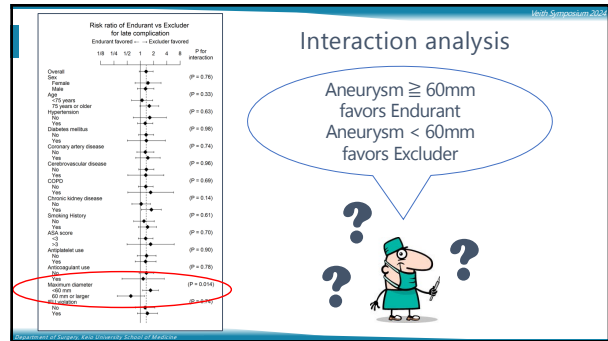 Veith Symposium 2024
Risk ratio of Endurant vs Excluder
for late complication
Endurant favored ← → Excluder favored
1/8 1/4 1/2 1 2 4 8
P for
interaction
Overall
Sex (P = 0.76)
Female
Male
Age (P = 0.33)
<75 years
75 years or older
Hypertension (P = 0.63)
No
Yes
Diabetes mellitus (P = 0.98)
No
Yes
Coronary artery disease (P = 0.74)
No
Yes
Cerebrovascular disease (P = 0.96)
No
Yes
COPD (P = 0.69)
No
Yes
Chronic kidney disease (P = 0.14)
No
Yes
Smoking History (P = 0.61)
No
Yes
ASA score (P = 0.70)
<3
>3
Antiplatelet use (P = 0.90)
No
Yes
Anticoagulant use (P = 0.78)
No
Yes
Maximum diameter (P = 0.014)
<60 mm
60 mm or larger
(P = 0.74)
No
Yes
Interaction analysis
Aneurysm ≧ 60mm
favors Endurant
Aneurysm < 60mm
favors Excluder
?
?
?
Department of Surgery, Keio University School of Medicine